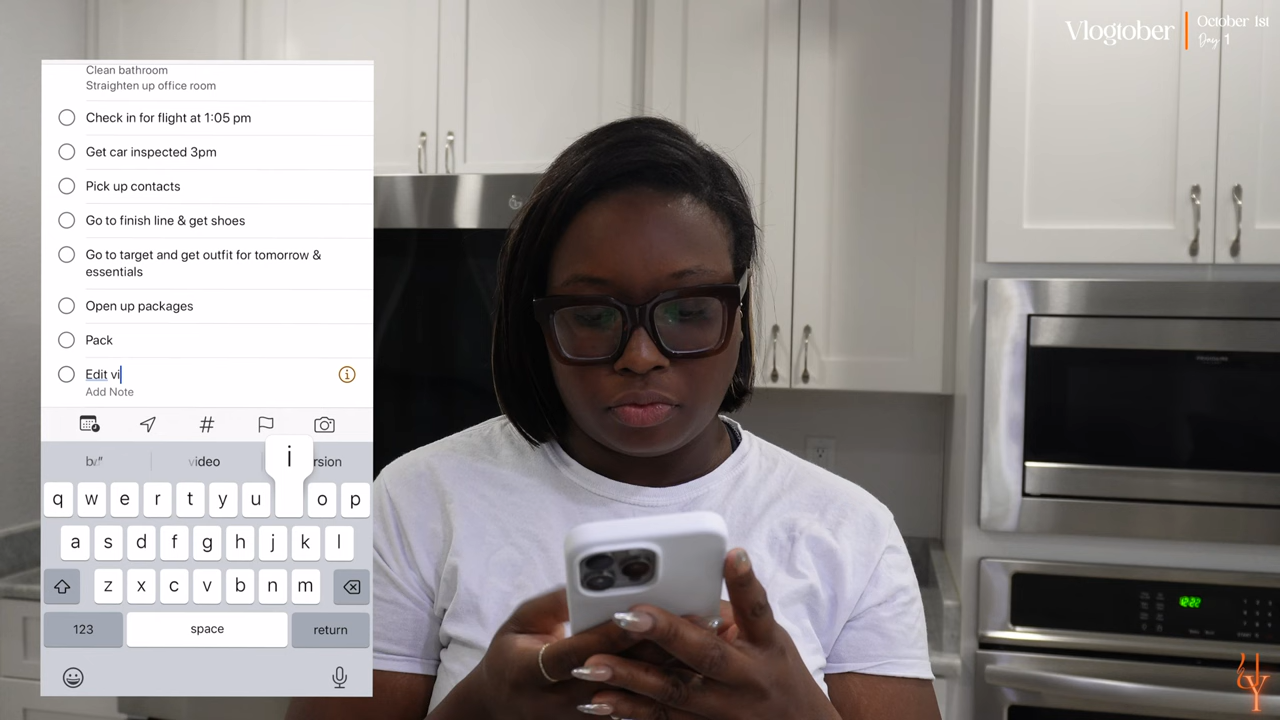 Vlogtober
October 1st
Day 1
Clean bathroom
Straighten up office room
Check in for flight at 1:05 pm
Get car inspected 3pm
Pick up contacts
Go to finish line & get shoes
Go to target and get outfit for tomorrow &
essentials
Open up packages
Pack
Edit vi
Add Note
video
i
rsion
q w e r t y u o p
a s d f g h j k l
z x c v b n m
123 space return